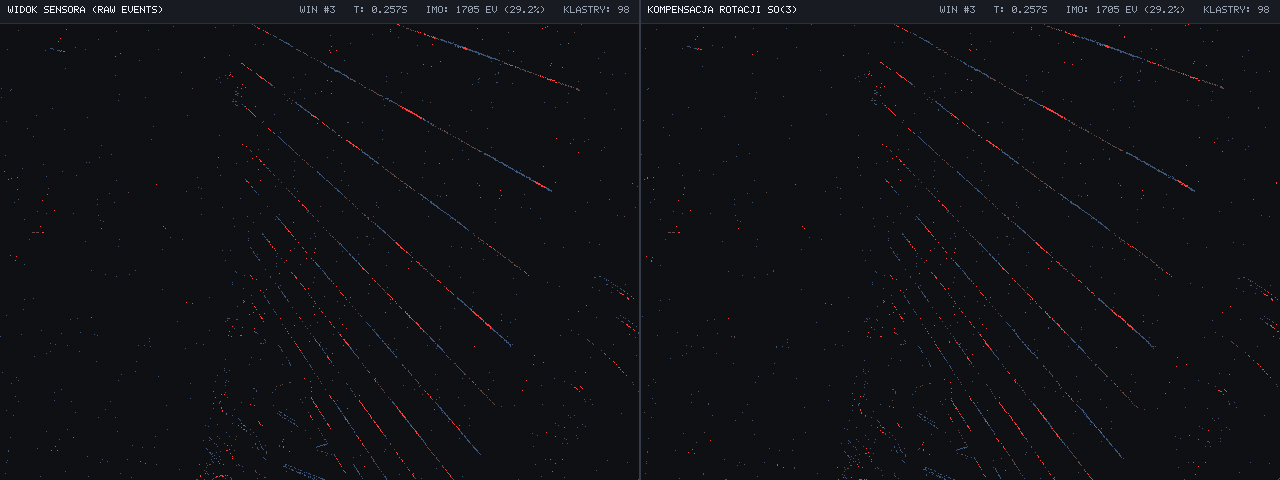 WIDOK SENSORA (RAW EVENTS) WIN #3 T: 0.257S IMO: 1705 EV (29.2%) KLASTRY: 98
KOMPENSACJA ROTACJI SO(3) WIN #3 T: 0.257S IMO: 1705 EV (29.2%) KLASTRY: 98